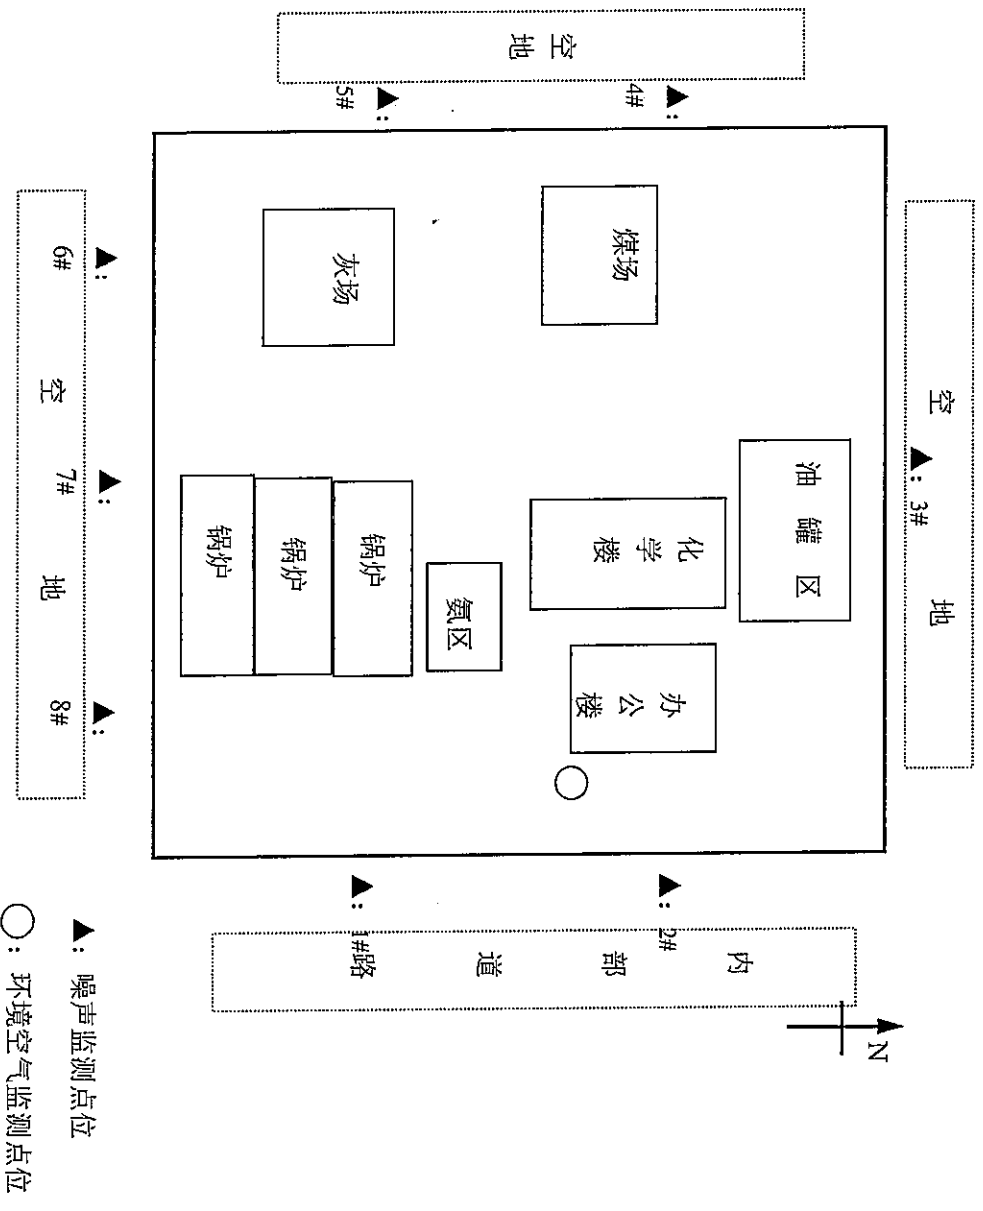 空 地
▲: 3#
N
油 罐 区
▲: 4#
煤场
化学楼
办公楼
▲: 2#
内部道路
空地
氨区
▲: 5#
灰场
锅炉
锅炉
锅炉
▲: 1#
▲: 6#
▲: 7#
▲: 8#
空 地
▲: 噪声监测点位
○: 环境空气监测点位